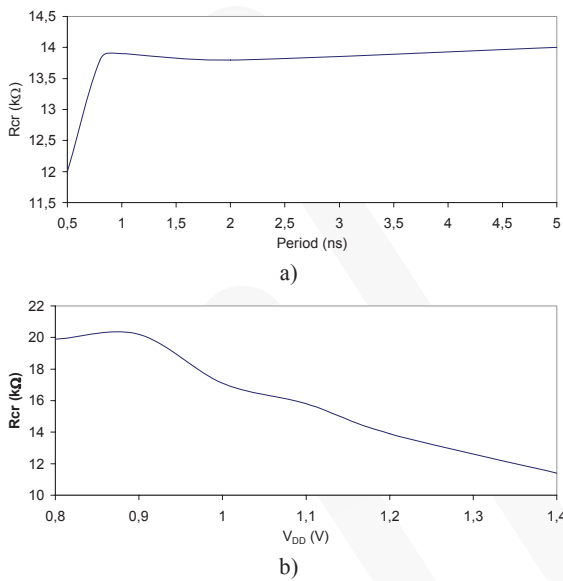 14,5
14
13,5
13
12,5
12
11,5
Rcr (kΩ)
0,5 1 1,5 2 2,5 3 3,5 4 4,5 5
Period (ns)
a)
22
20
18
16
14
12
10
Rcr (kΩ)
0,8 0,9 1 1,1 1,2 1,3 1,4
VDD (V)
b)